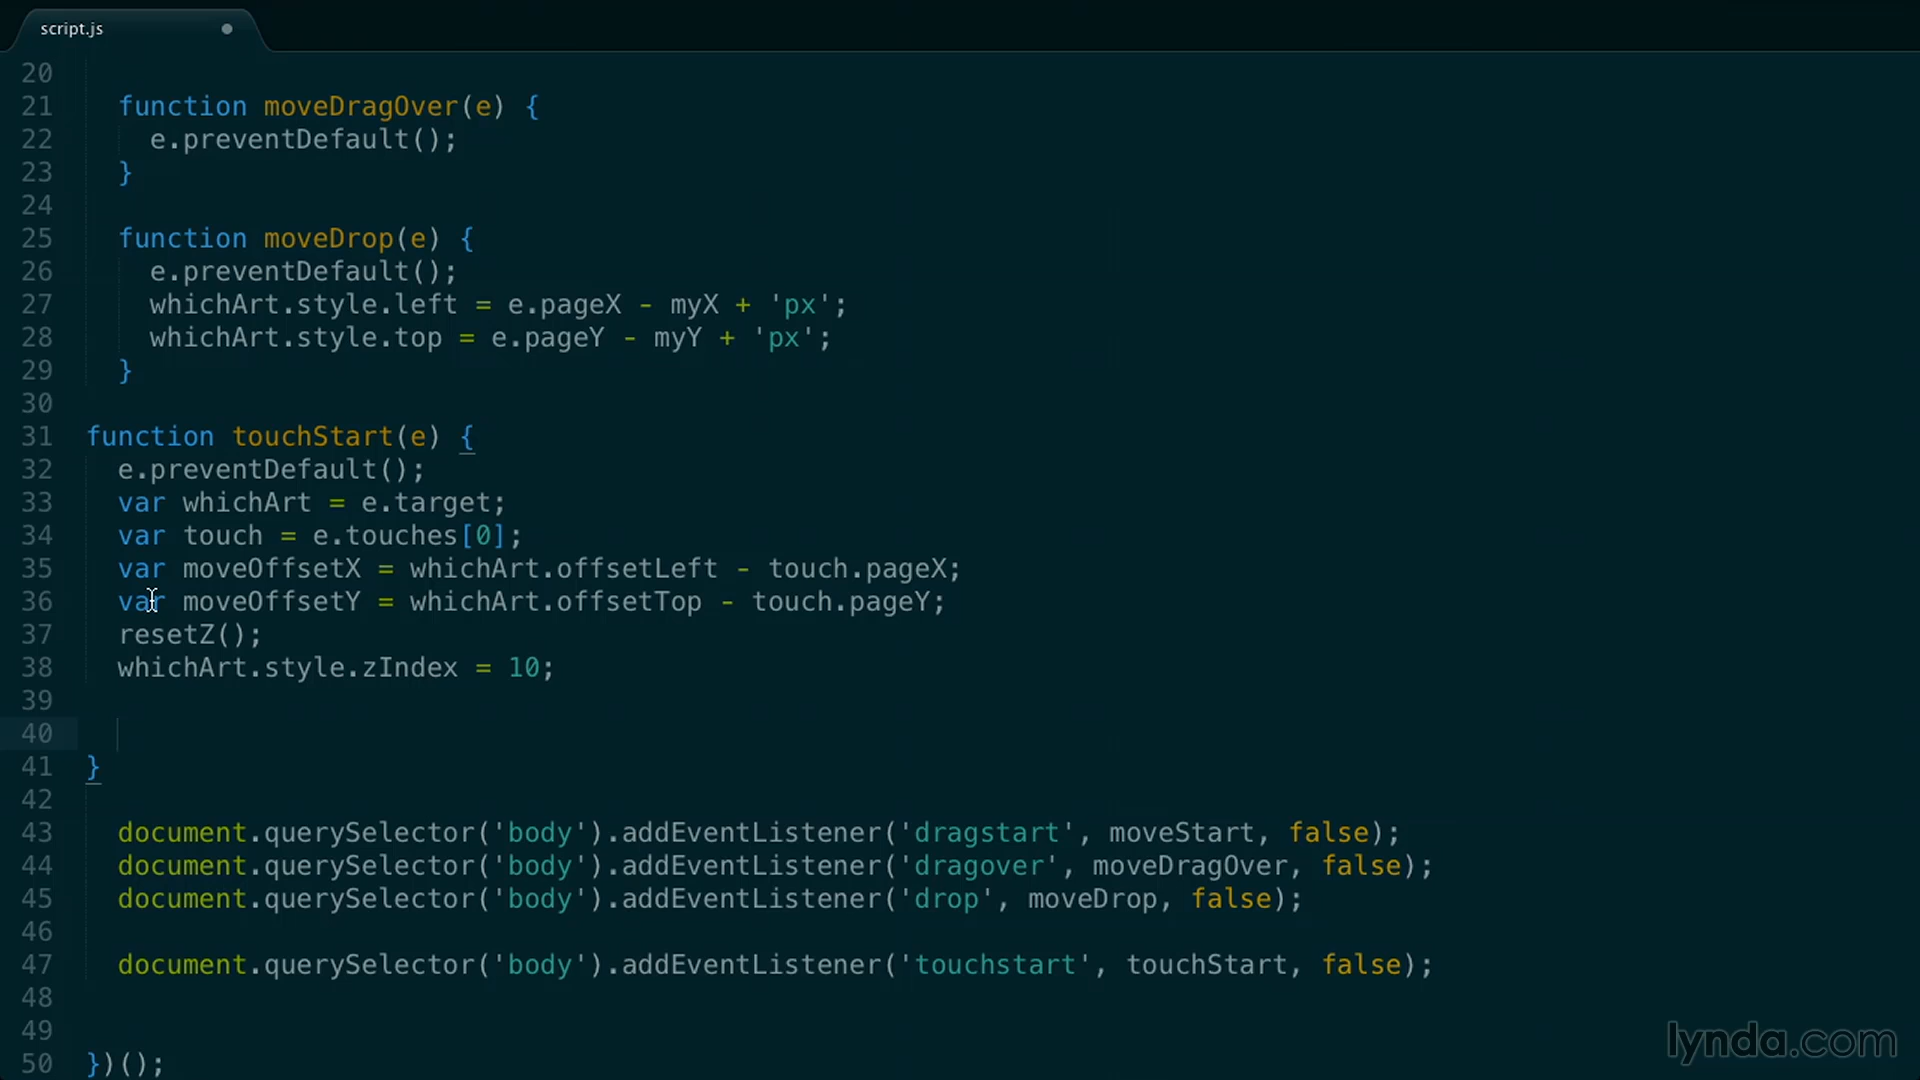 script.js
20
21 function moveDragOver(e) {
22 e.preventDefault();
23 }
24
25 function moveDrop(e) {
26 e.preventDefault();
27 whichArt.style.left = e.pageX - myX + 'px';
28 whichArt.style.top = e.pageY - myY + 'px';
29 }
30
31 function touchStart(e) {
32 e.preventDefault();
33 var whichArt = e.target;
34 var touch = e.touches[0];
35 var moveOffsetX = whichArt.offsetLeft - touch.pageX;
36 var moveOffsetY = whichArt.offsetTop - touch.pageY;
37 resetZ();
38 whichArt.style.zIndex = 10;
39
40
41 }
42
43 document.querySelector('body').addEventListener('dragstart', moveStart, false);
44 document.querySelector('body').addEventListener('dragover', moveDragOver, false);
45 document.querySelector('body').addEventListener('drop', moveDrop, false);
46
47 document.querySelector('body').addEventListener('touchstart', touchStart, false);
48
49
50 })();
lynda.com